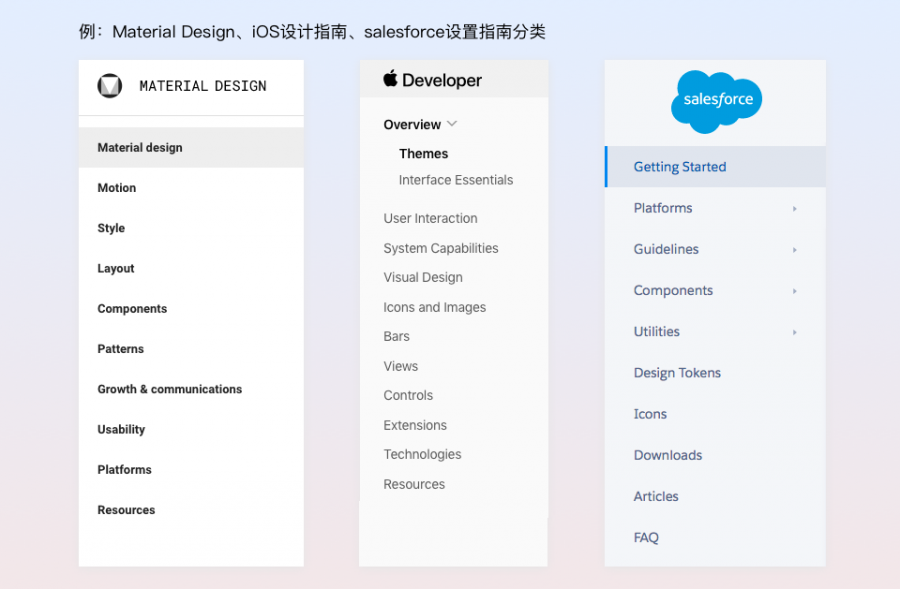 例：Material Design、iOS设计指南、salesforce设置指南分类
MATERIAL DESIGN
Material design
Motion
Style
Layout
Components
Patterns
Growth & communications
Usability
Platforms
Resources
Developer
Overview
Themes
Interface Essentials
User Interaction
System Capabilities
Visual Design
Icons and Images
Bars
Views
Controls
Extensions
Technologies
Resources
salesforce
Getting Started
Platforms
Guidelines
Components
Utilities
Design Tokens
Icons
Downloads
Articles
FAQ